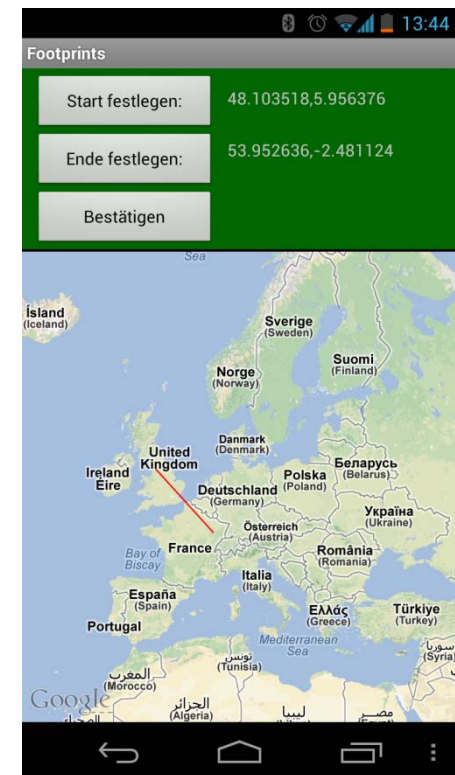 13:44
Footprints
Start festlegen:
48.103518,5.956376
Ende festlegen:
53.952636,-2.481124
Bestätigen
Sea
Ísland
(Iceland)
Sverige
(Sweden)
Suomi
(Finland)
Norge
(Norway)
Danmark
(Denmark)
United
Kingdom
Ireland
Éire
Беларусь
(Belarus)
Polska
(Poland)
Deutschland
(Germany)
Україна
(Ukraine)
Österreich
(Austria)
France
Bay of
Biscay
România
(Romania)
Italia
(Italy)
España
(Spain)
Portugal
Ελλάς
(Greece)
Türkiye
(Turkey)
Mediterranean
Sea
سوريا
(Syria)
تونس
(Tunisia)
المغرب
(Morocco)
Google
الجزائر
(Algeria)
ليبيا
مصر